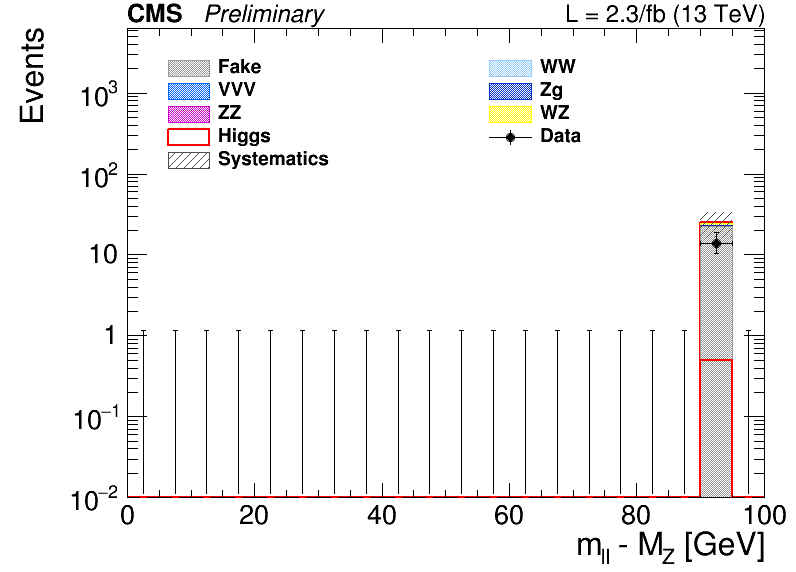 CMS Preliminary L = 2.3/fb (13 TeV)
Events
Fake WW
VVV Zg
ZZ WZ
Higgs Data
Systematics
10³
10²
10
1
10⁻¹
10⁻²
0 20 40 60 80 100
mₗₗ - M_Z [GeV]